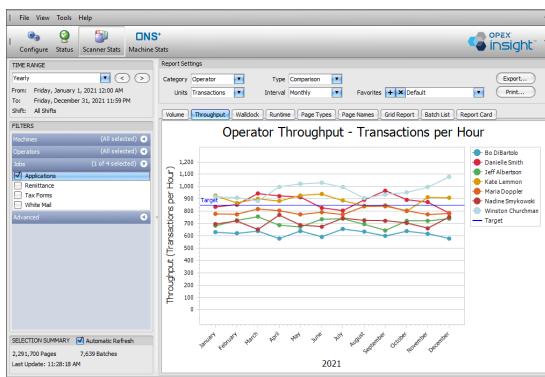 File View Tools Help
Configure Status Scanner Stats Machine Stats
ONS+
OPEX insight
TIME RANGE
Yearly < >
From: Friday, January 1, 2021 12:00 AM
To: Friday, December 31, 2021 11:59 PM
Shift: All Shifts
FILTERS
Machines (All selected)
Operators (All selected)
Jobs (1 of 4 selected)
Applications
Remittance
Tax Forms
White Mail
Advanced
SELECTION SUMMARY Automatic Refresh
2,291,700 Pages 7,639 Batches
Last Update: 11:28:18 AM
Report Settings
Category Operator Type Comparison Export...
Units Transactions Interval Monthly Favorites + × Default Print...
Volume Throughput Walldock Runtime Page Types Page Names Grid Report Batch List Report Card
Operator Throughput - Transactions per Hour
Throughput (Transactions per Hour)
1,200
1,100
1,000
900
800
700
600
500
400
300
200
100
0
Target
January February March April May June July August September October November December
2021
Bo DiBartolo
Danielle Smith
Jeff Albertson
Kate Lemmon
Maria Doppler
Nadine Smykowski
Winston Churchman
Target